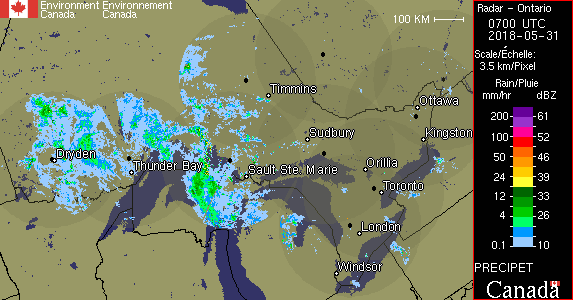 Environment Environnement
Canada Canada
100 KM
Timmins
Ottawa
Sudbury
Kingston
Dryden
Thunder Bay
Sault Ste. Marie
Orillia
Toronto
London
Windsor
Radar - Ontario
0700 UTC
2018-05-31
Scale/Échelle:
3.5 km/Pixel
Rain/Pluie
mm/hr dBZ
200 61
100 52
50 46
24 39
12 33
4 26
0.1 10
PRECIPET
Canada